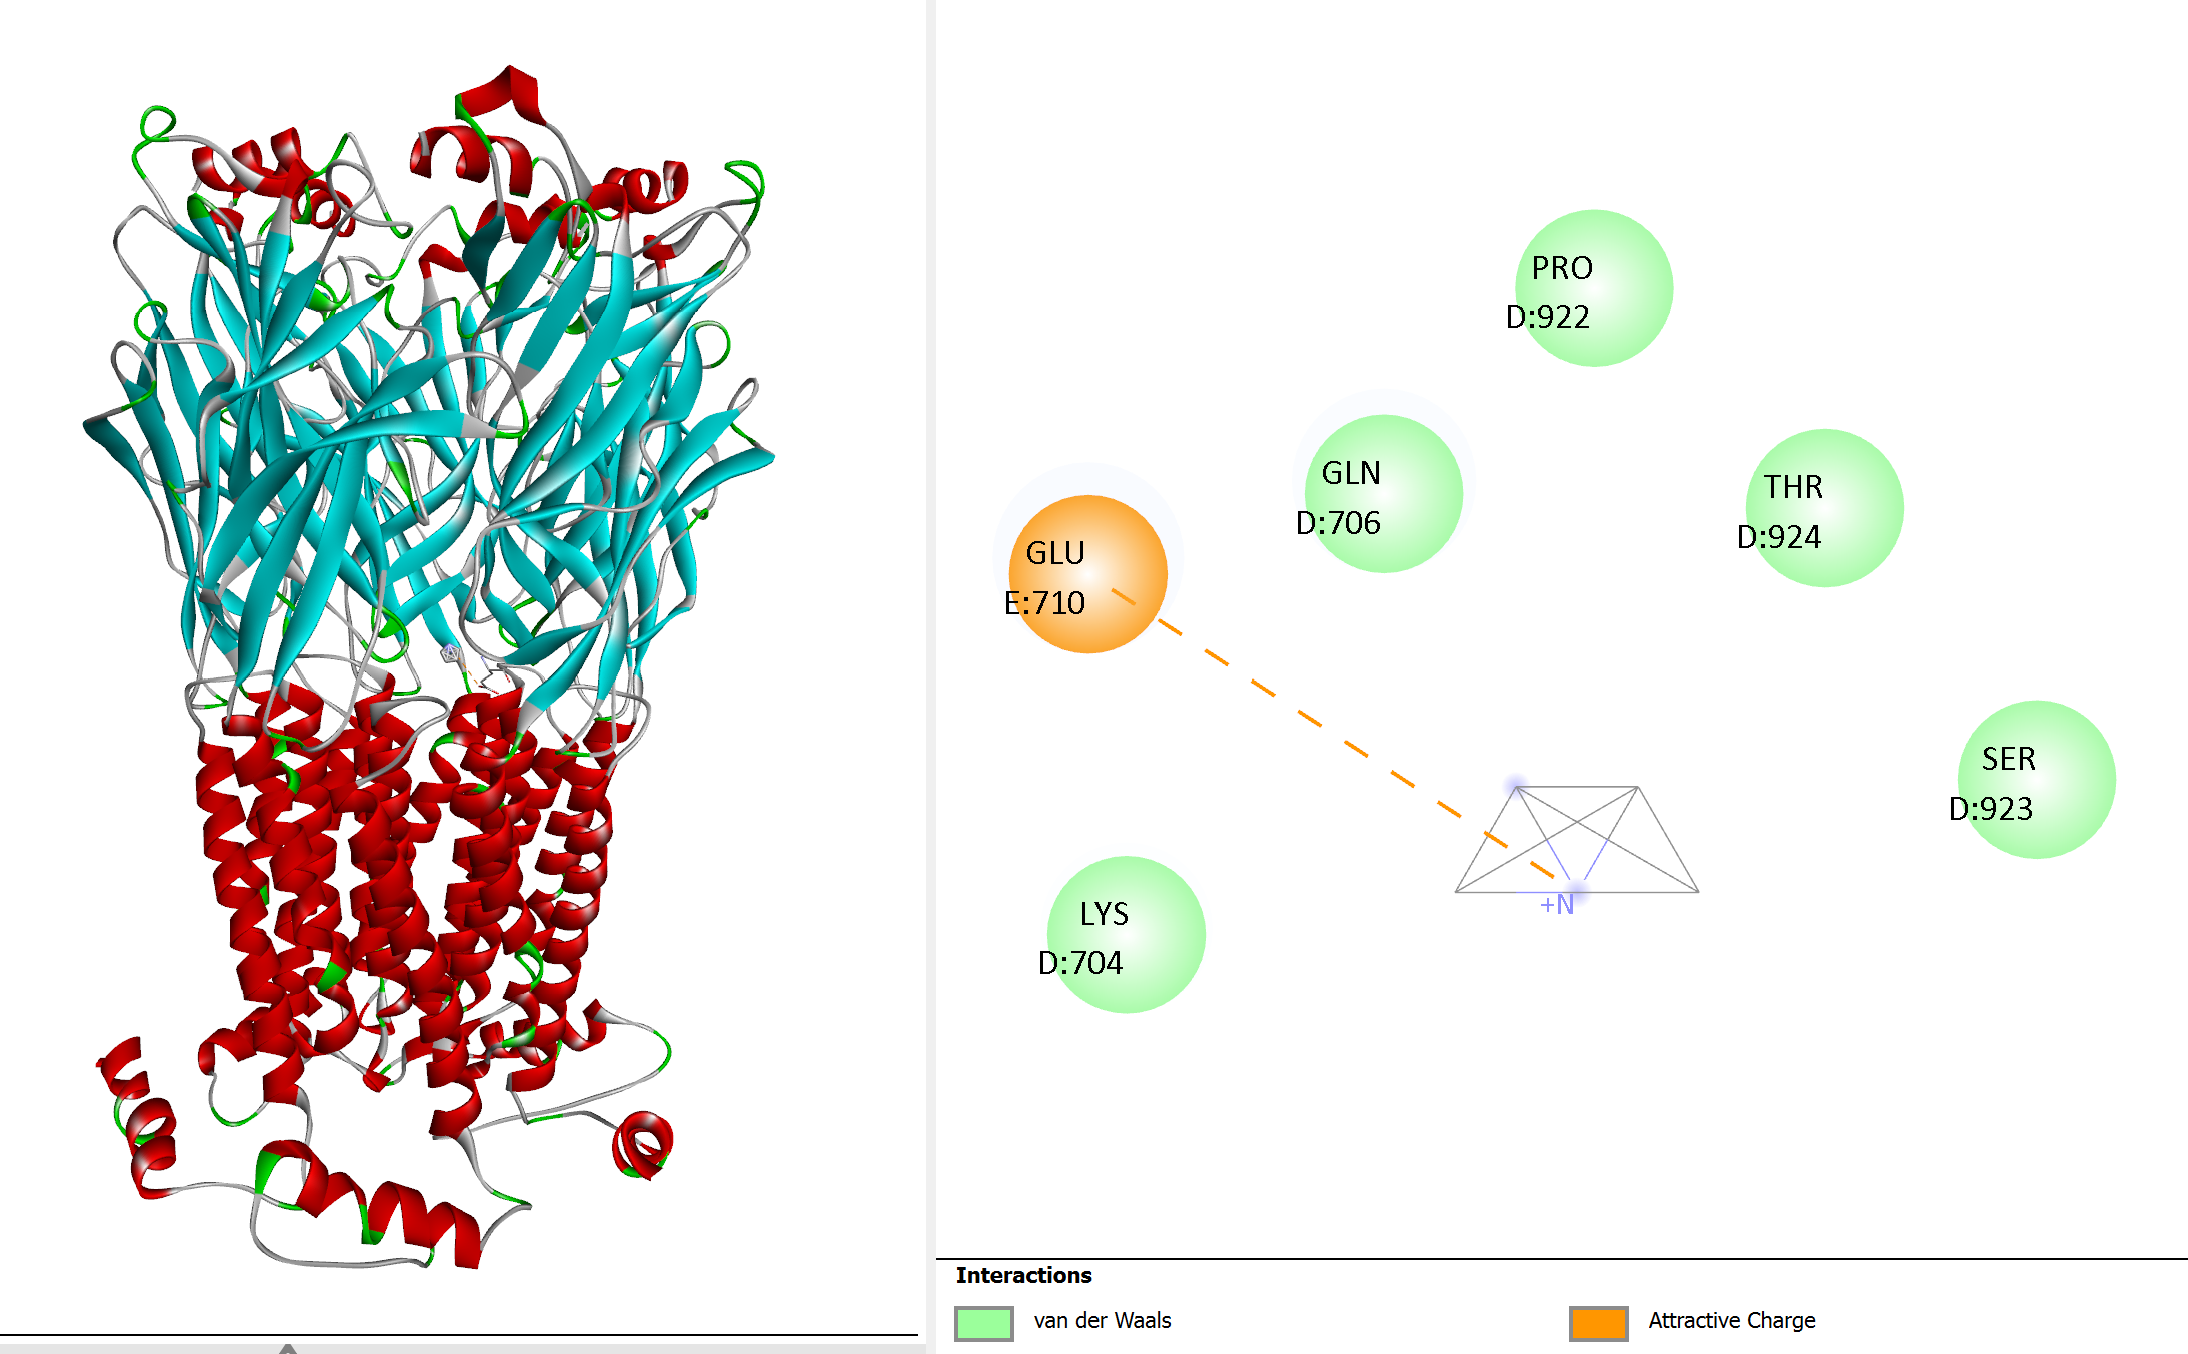 PRO
D:922
GLN
D:706
THR
D:924
GLU
E:710
SER
D:923
+N
LYS
D:704
Interactions
van der Waals
Attractive Charge